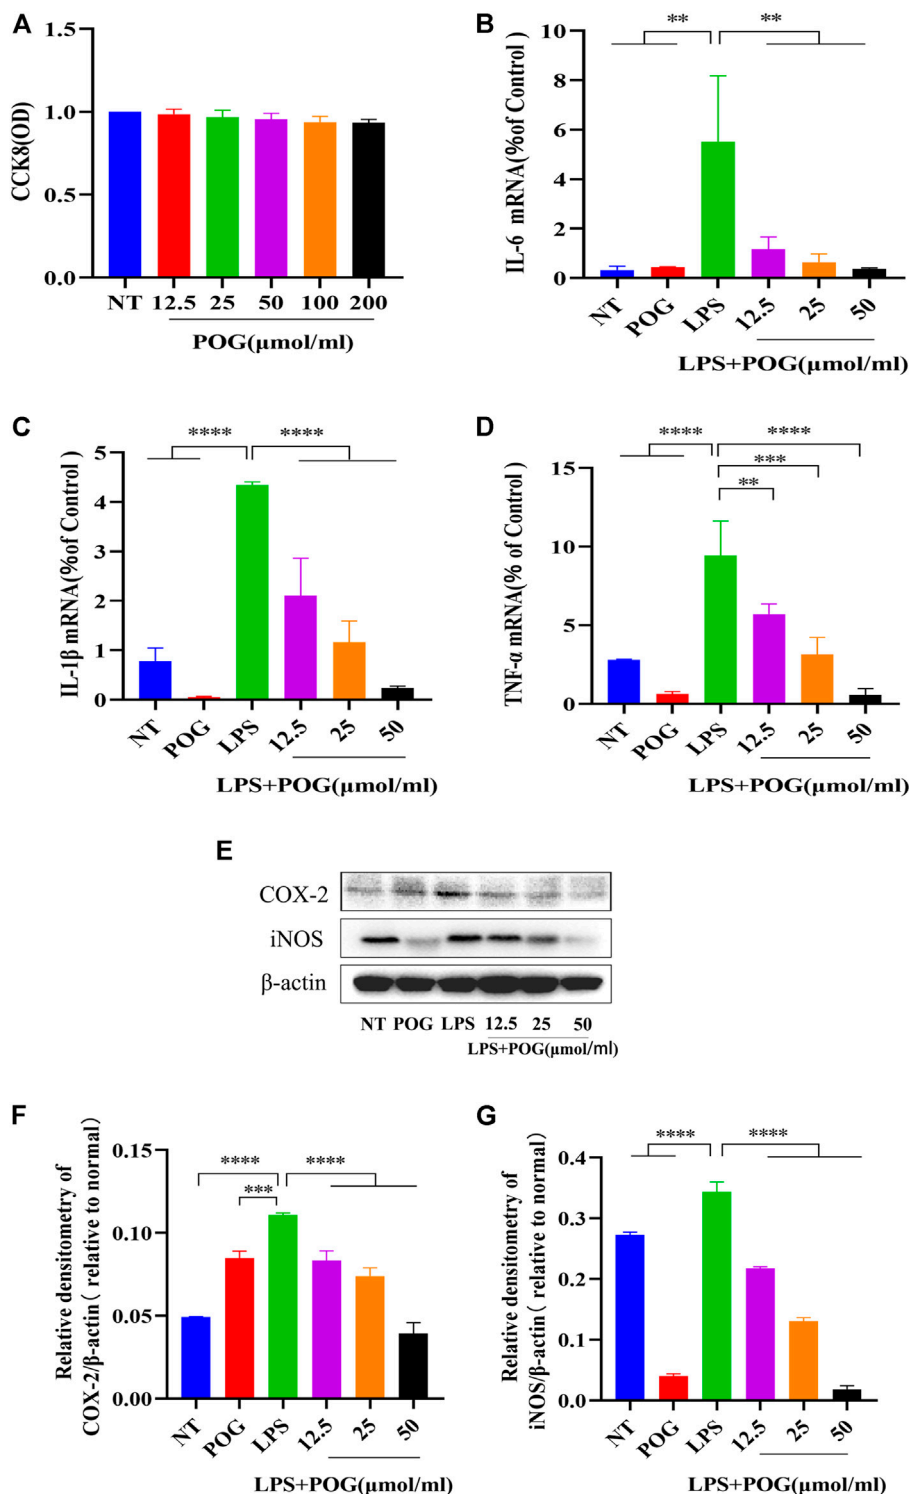 A
CCK8(OD)
1.5
1.0
0.5
0.0
NT 12.5 25 50 100 200
POG(μmol/ml)
B
IL-6 mRNA(%of Control)
** **
10
8
6
4
2
0
NT POG LPS 12.5 25 50
LPS+POG(μmol/ml)
C
IL-1β mRNA(%of Control)
**** ****
5
4
3
2
1
0
NT POG LPS 12.5 25 50
LPS+POG(μmol/ml)
D
TNF-α mRNA(% of Control)
**** ****
***
**
15
10
5
0
NT POG LPS 12.5 25 50
LPS+POG(μmol/ml)
E
COX-2
iNOS
β-actin
NT POG LPS 12.5 25 50
LPS+POG(μmol/ml)
F
Relative densitometry of
COX-2/β-actin( relative to normal)
**** ****
***
0.15
0.10
0.05
0.00
NT POG LPS 12.5 25 50
LPS+POG(μmol/ml)
G
Relative densitometry of
iNOS/β-actin( relative to normal)
**** ****
0.4
0.3
0.2
0.1
0.0
NT POG LPS 12.5 25 50
LPS+POG(μmol/ml)